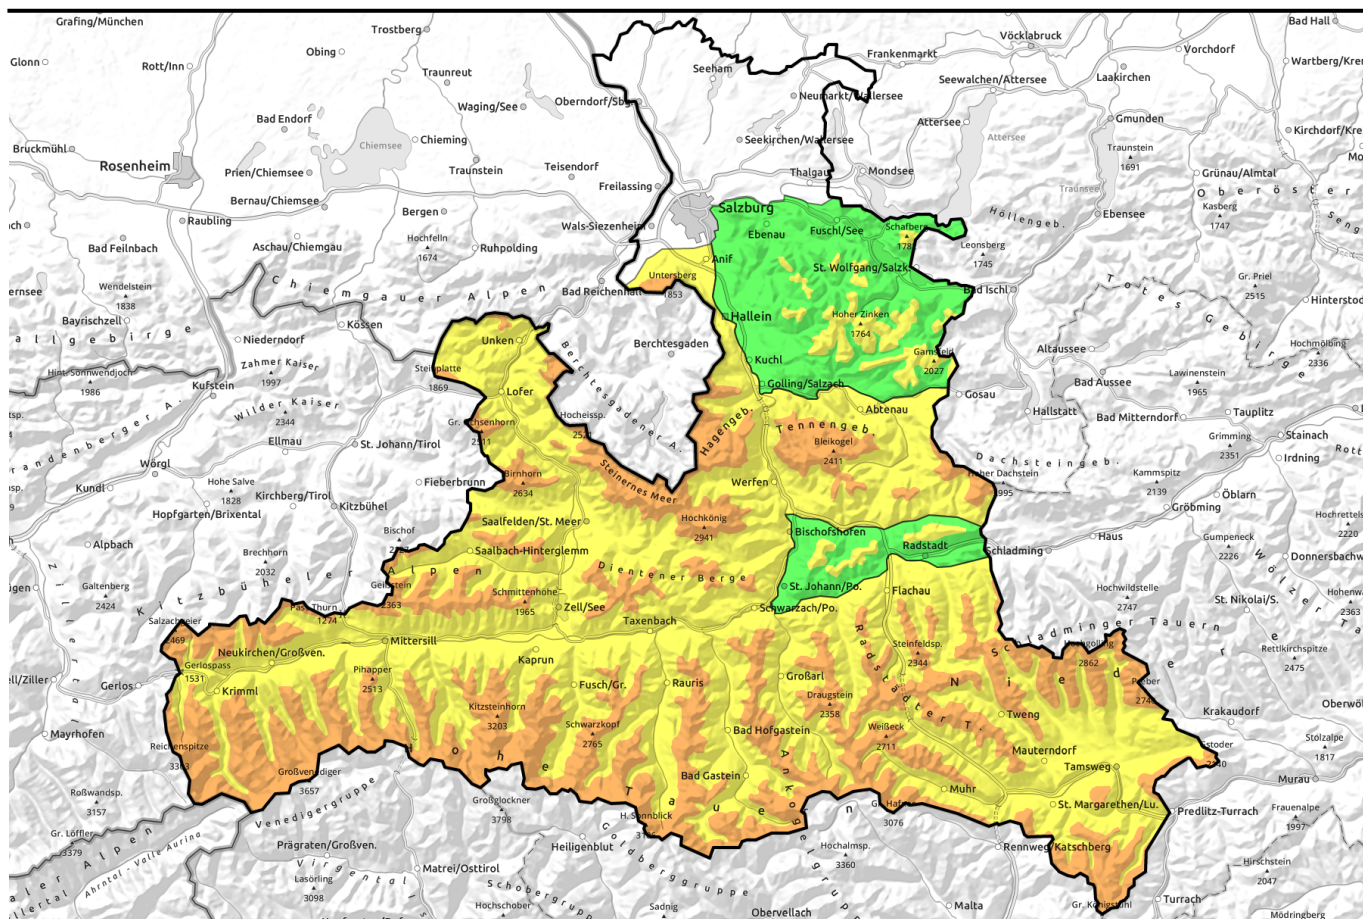 Grafing/München
Trostberg
Bad Hall
Obing
Vöcklabruck
Vorchdorf
Frankenmarkt
Glonn
Rott/Inn
Seeham
Wartberg/Krem
Laakirchen
Traunreut
Seewalchen/Attersee
Waging/See
Oberndorf/Sbg.
Neumarkt/Wallersee
Bad Endorf
Attersee
Gmunden
Kirchdorf/Kre
Chieming
Seekirchen/Wallersee
Attersee
Chiemsee
Bruckmühl
Traunstein
1691
Rosenheim
Prien/Chiemsee
Traunstein
Teisendorf
Thalgau
Mondsee
Grünau/Almtal
Freilassing
Traunsee
Oberöster
Bernau/Chiemsee
Salzburg
Kasberg
1747
Raubling
Bergen
Wals-Siezenheim
Ebenau
Fuschl/See
Schafberg
Höllengeb.
Ebensee
Bad Feilnbach
Aschau/Chiemgau
Hochfelln
1674
Ruhpolding
Leonsberg
1745
Anif
St. Wolfgang/Salzk.
Untersberg
1853
Chiemgauer Alpen
Bad Reichenhall
Bad Ischl
Gr. Priel
2515
Wendelstein
1838
Totes Gebirge
Hinterstod
Bayrischzell
Hallein
Hoher Zinken
1764
Kössen
Niederndorf
Unken
Berchtesgaden
Altaussee
Hochmölbing
2336
Zahmer Kaiser
1997
Steinplatte
1869
Kuchl
Gamsfeld
2027
Hint. Sonnwendjoch
1986
Kufstein
Bad Aussee
Lawinenstein
1965
Golling/Salzach
Lofer
Berchtesgadener A.
Gosau
Wilder Kaiser
2344
Abtenau
Hallstatt
Bad Mitterndorf
Tauplitz
Hocheissp.
Hagengeb.
Tennengeb.
Stainach
Grimming
2351
Ellmau
St. Johann/Tirol
Bleikogel
2411
Irdning
Wörgl
Dachsteingeb.
Kundl
Hohe Salve
1828
Fieberbrunn
Birnhorn
2634
Steinernes Meer
Werfen
Hoher Dachstein
2995
Kammspitz
2139
Öblarn
Kirchberg/Tirol
Kitzbühel
Hopfgarten/Brixental
Gröbming
Saalfelden/St. Meer
Hochkönig
2941
Bischofshofen
Haus
Alpbach
Brechhorn
2032
Saalbach-Hinterglemm
Radstadt
Schladming
Gumpeneck
2226
Donnersbachw
Galtenberg
2424
Kitzbüheler Alpen
Geißstein
2363
Dientener Berge
St. Johann/Po.
Schmittenhöhe
1965
Flachau
Hochwildstelle
2747
St. Nikolai/S.
Zell/See
Schwarzach/Po.
Pass Thurn
1274
Taxenbach
Schladminger Tauern
Mittersill
Steinfeldsp.
2344
Hochgolling
2862
Rettlkirchspitze
2475
Neukirchen/Großven.
Gerlospass
1531
Pihapper
2513
Kaprun
Gerlos
Krimml
Fusch/Gr.
Rauris
Großarl
Preber
2740
Kitzsteinhorn
3203
Draugstein
2358
Tweng
Krakaudorf
Schwarzkopf
2765
Bad Hofgastein
Weißeck
2711
Radstädter T.
Mayrhofen
Reichenspitze
3303
Mauterndorf
Stolzalpe
1817
Großvenediger
3657
Bad Gastein
Tamsweg
Murau
Hohe Tauern
Ankogelgruppe
Muhr
St. Margarethen/Lu.
Roßwandsp.
3157
Großglockner
3798
H. Sonnblick
Gr. Hafner
3076
Predlitz-Turrach
Frauenalpe
1997
Gr. Löffler
3379
Venedigergruppe
Prägraten/Großven.
Heiligenblut
Hochalmsp.
3360
Rennweg/Katschberg
Ahrntal - Valle Aurina
Virgental
Matrei/Osttirol
Goldberggruppe
Lasörling
3098
Schobergruppe
Hirschstein
2047
Hochschober
Sadnig
Obervellach
Malta
Gr. Königstuhl
Turrach
Mödringberg